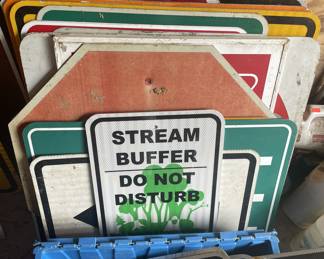 STREAM
BUFFER
DO NOT
DISTURB